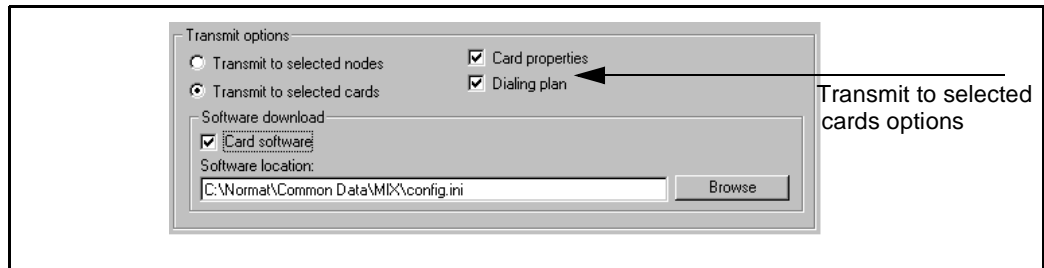 Transmit options
Transmit to selected nodes
Card properties
Transmit to selected cards
Dialing plan
Transmit to selected
cards options
Software download
Card software
Software location:
C:\Normat\Common Data\MIX\config.ini
Browse